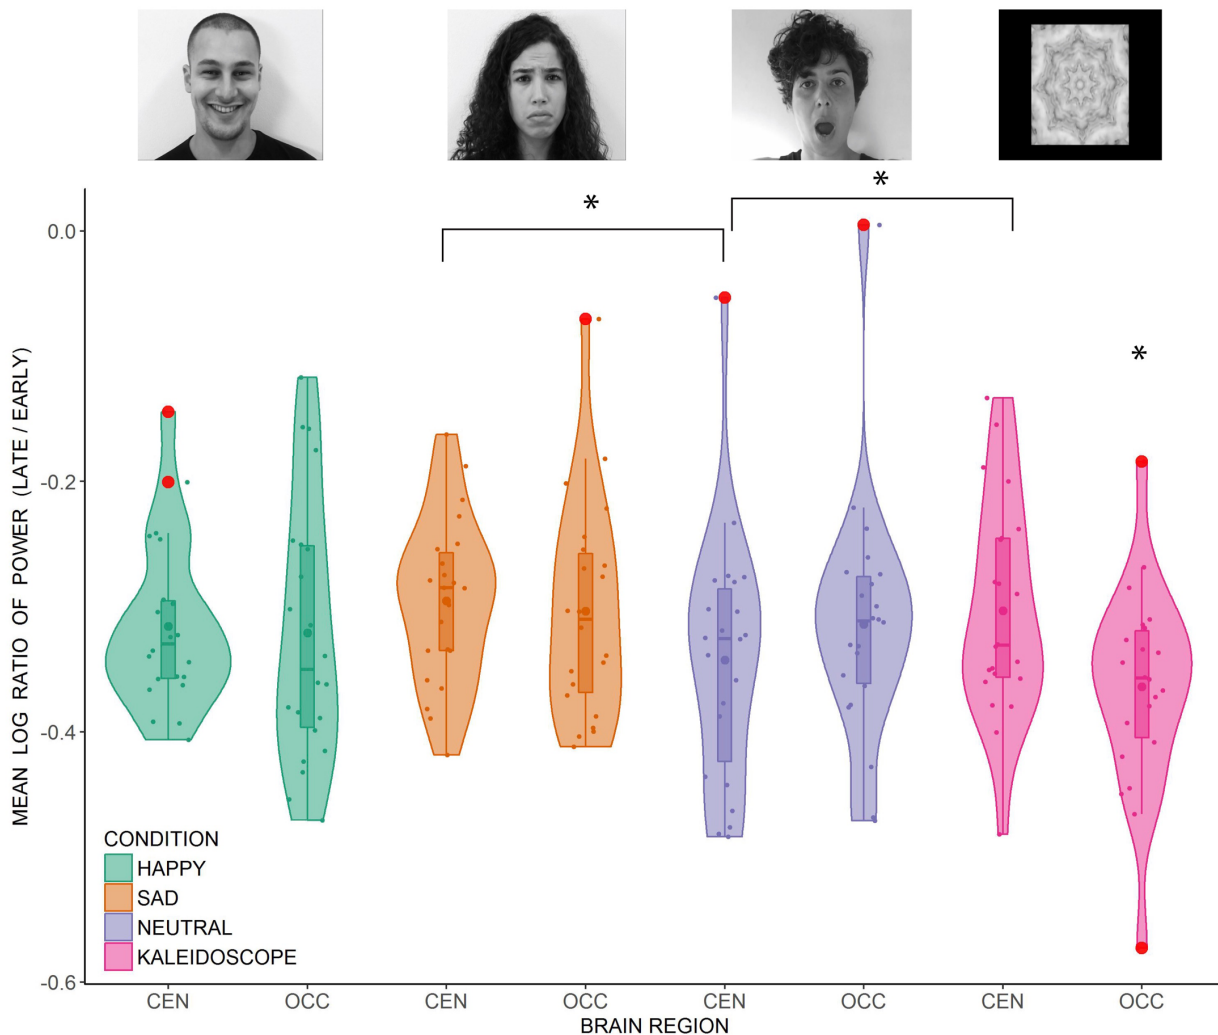 *
*
0.0
*
-0.2
-0.4
-0.6
MEAN LOG RATIO OF POWER (LATE / EARLY)
CONDITION
HAPPY
SAD
NEUTRAL
KALEIDOSCOPE
CEN OCC CEN OCC CEN OCC CEN OCC
BRAIN REGION